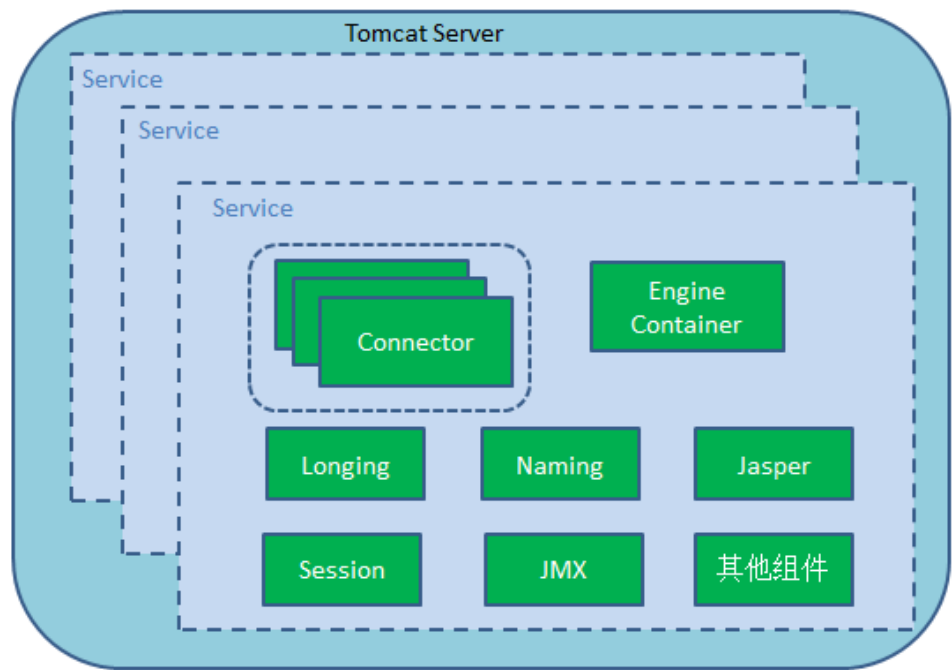 Tomcat Server
Service
Service
Service
Connector
Engine
Container
Longing
Naming
Jasper
Session
JMX
其他组件